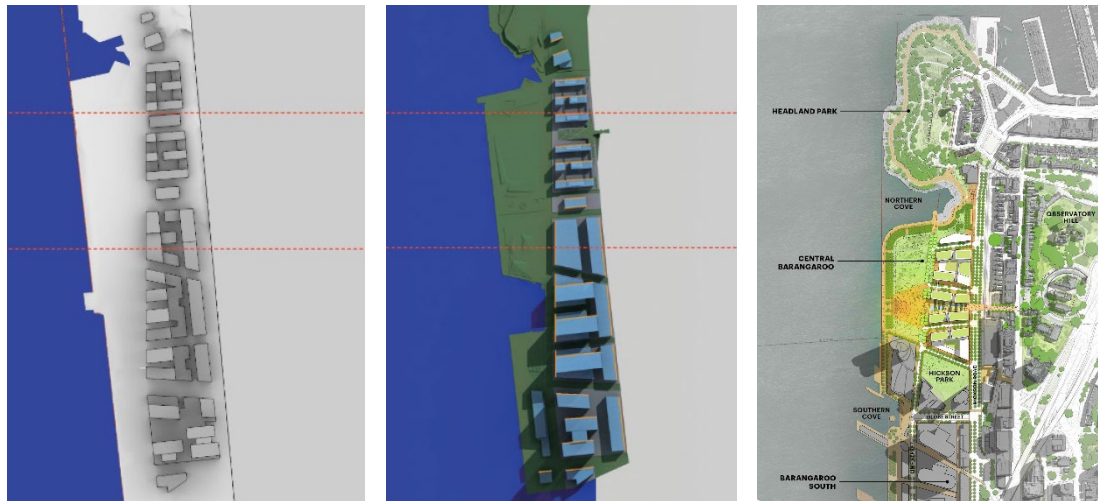 HEADLAND PARK
NORTHERN
COVE
OBSERVATORY
HILL
CENTRAL
BARANGAROO
HICKSON
PARK
SOUTHERN
COVE
BARANGAROO
SOUTH